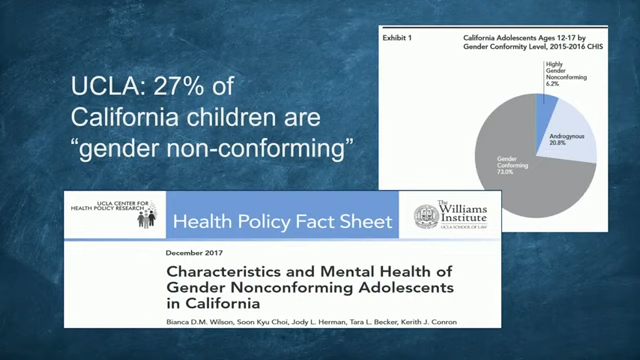 UCLA: 27% of
California children are
“gender non-conforming”
Exhibit 1
California Adolescents Ages 12-17 by
Gender Conformity Level, 2015-2016 CHIS
Highly
Gender
Nonconforming
6.2%
Androgynous
20.8%
Gender
Conforming
73.0%
UCLA CENTER FOR
HEALTH POLICY RESEARCH
Health Policy Fact Sheet
The
Williams
Institute
UCLA SCHOOL OF LAW
December 2017
Characteristics and Mental Health of
Gender Nonconforming Adolescents
in California
Bianca D.M. Wilson, Soon Kyu Choi, Jody L. Herman, Tara L. Becker, Kerith J. Conron